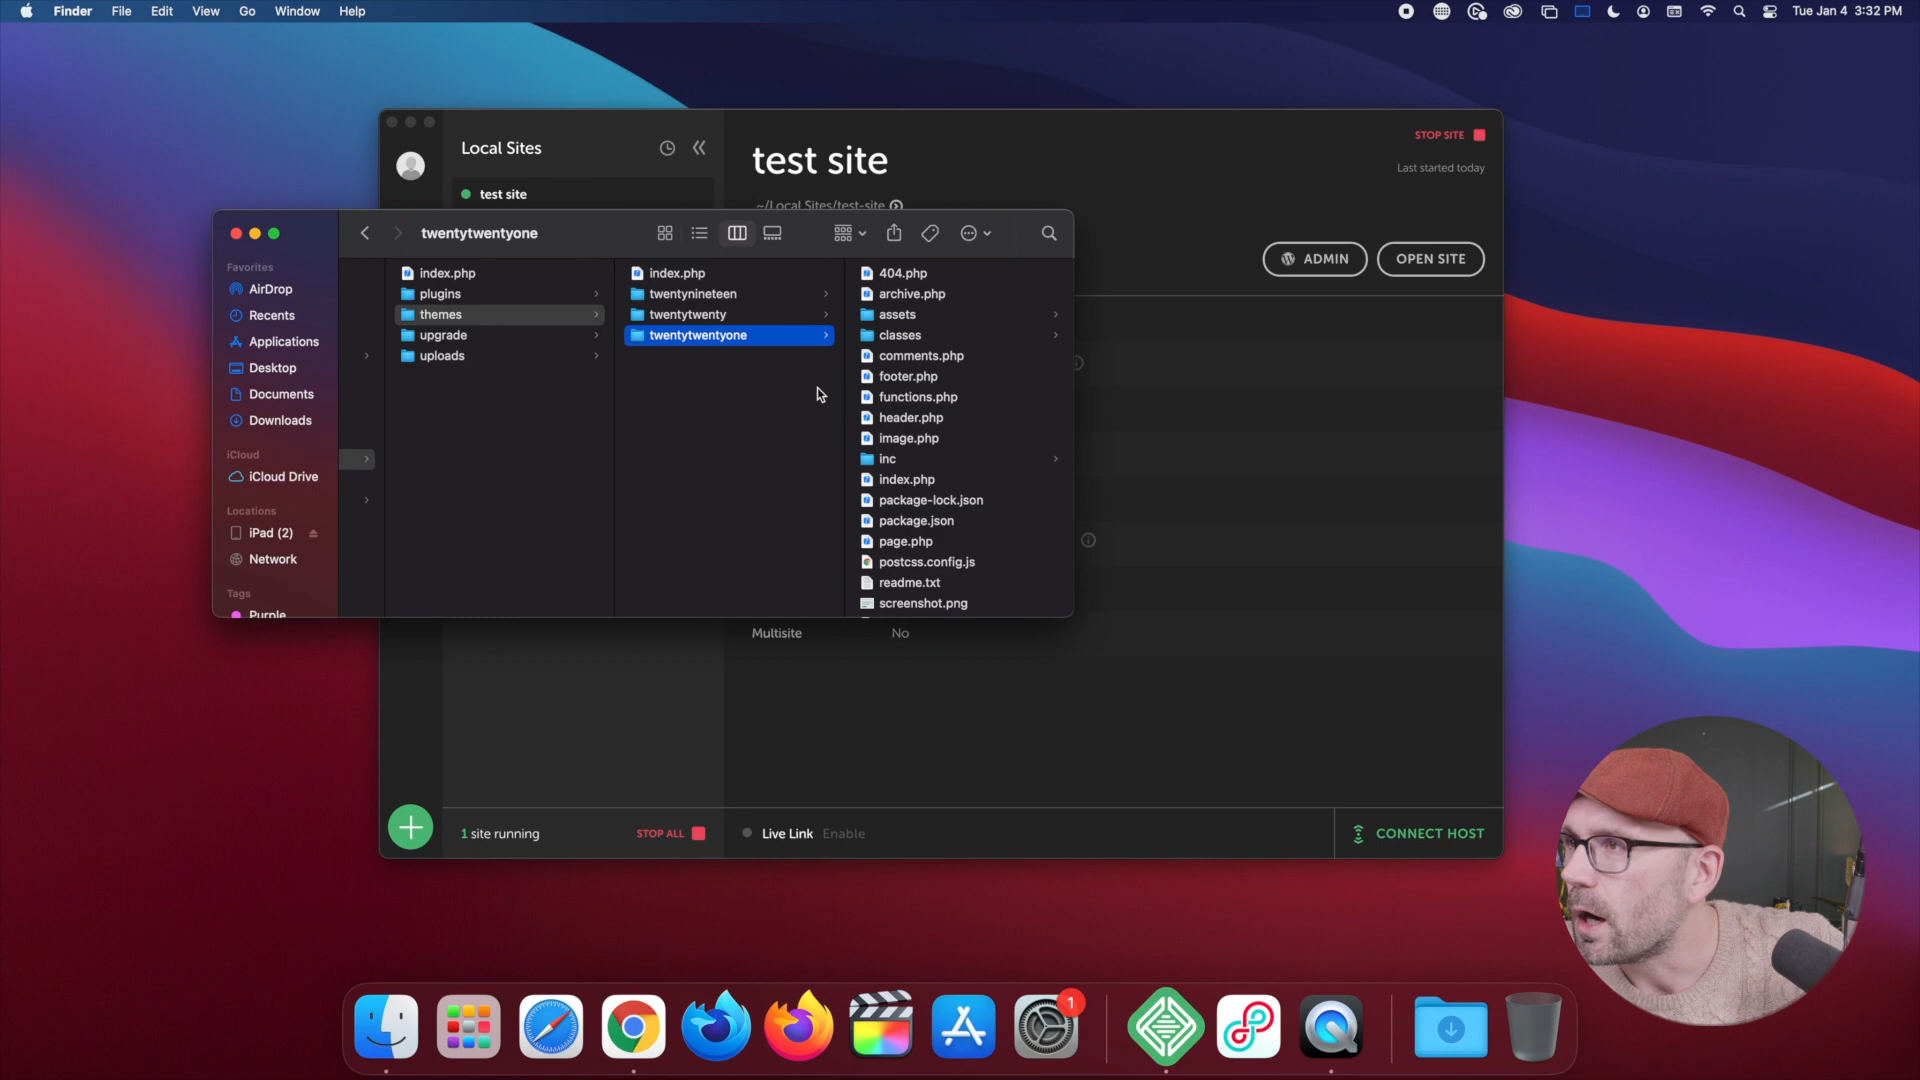 Finder File Edit View Go Window Help
Tue Jan 4 3:32 PM
Local Sites
test site
test site
~/Local Sites/test-site
STOP SITE
Last started today
ADMIN
OPEN SITE
twentytwentyone
Favorites
AirDrop
Recents
Applications
Desktop
Documents
Downloads
iCloud
iCloud Drive
Locations
iPad (2)
Network
Tags
Purple
index.php
plugins
themes
upgrade
uploads
index.php
twentynineteen
twentytwenty
twentytwentyone
404.php
archive.php
assets
classes
comments.php
footer.php
functions.php
header.php
image.php
inc
index.php
package-lock.json
package.json
page.php
postcss.config.js
readme.txt
screenshot.png
Multisite No
1 site running
STOP ALL
Live Link Enable
CONNECT HOST
1